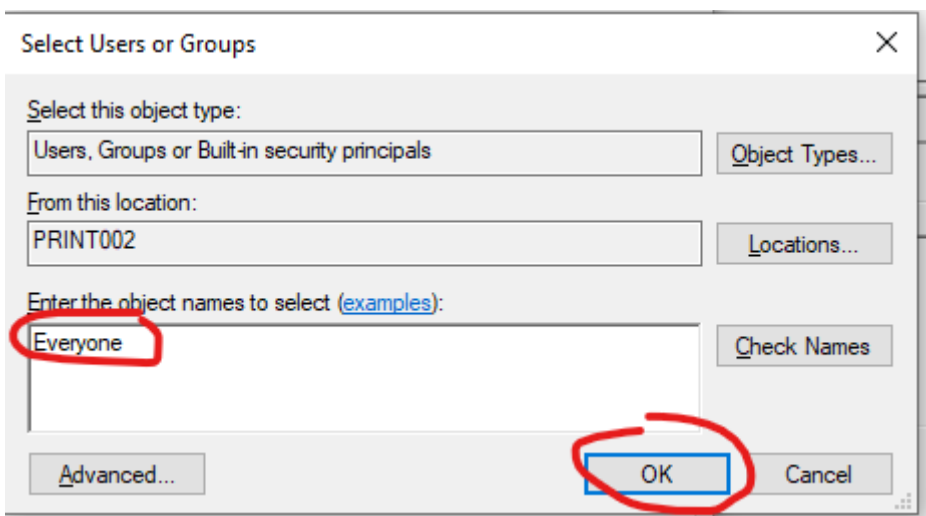 Select Users or Groups
Select this object type:
Users, Groups or Built-in security principals
Object Types...
From this location:
PRINT002
Locations...
Enter the object names to select (examples):
Everyone
Check Names
Advanced...
OK
Cancel